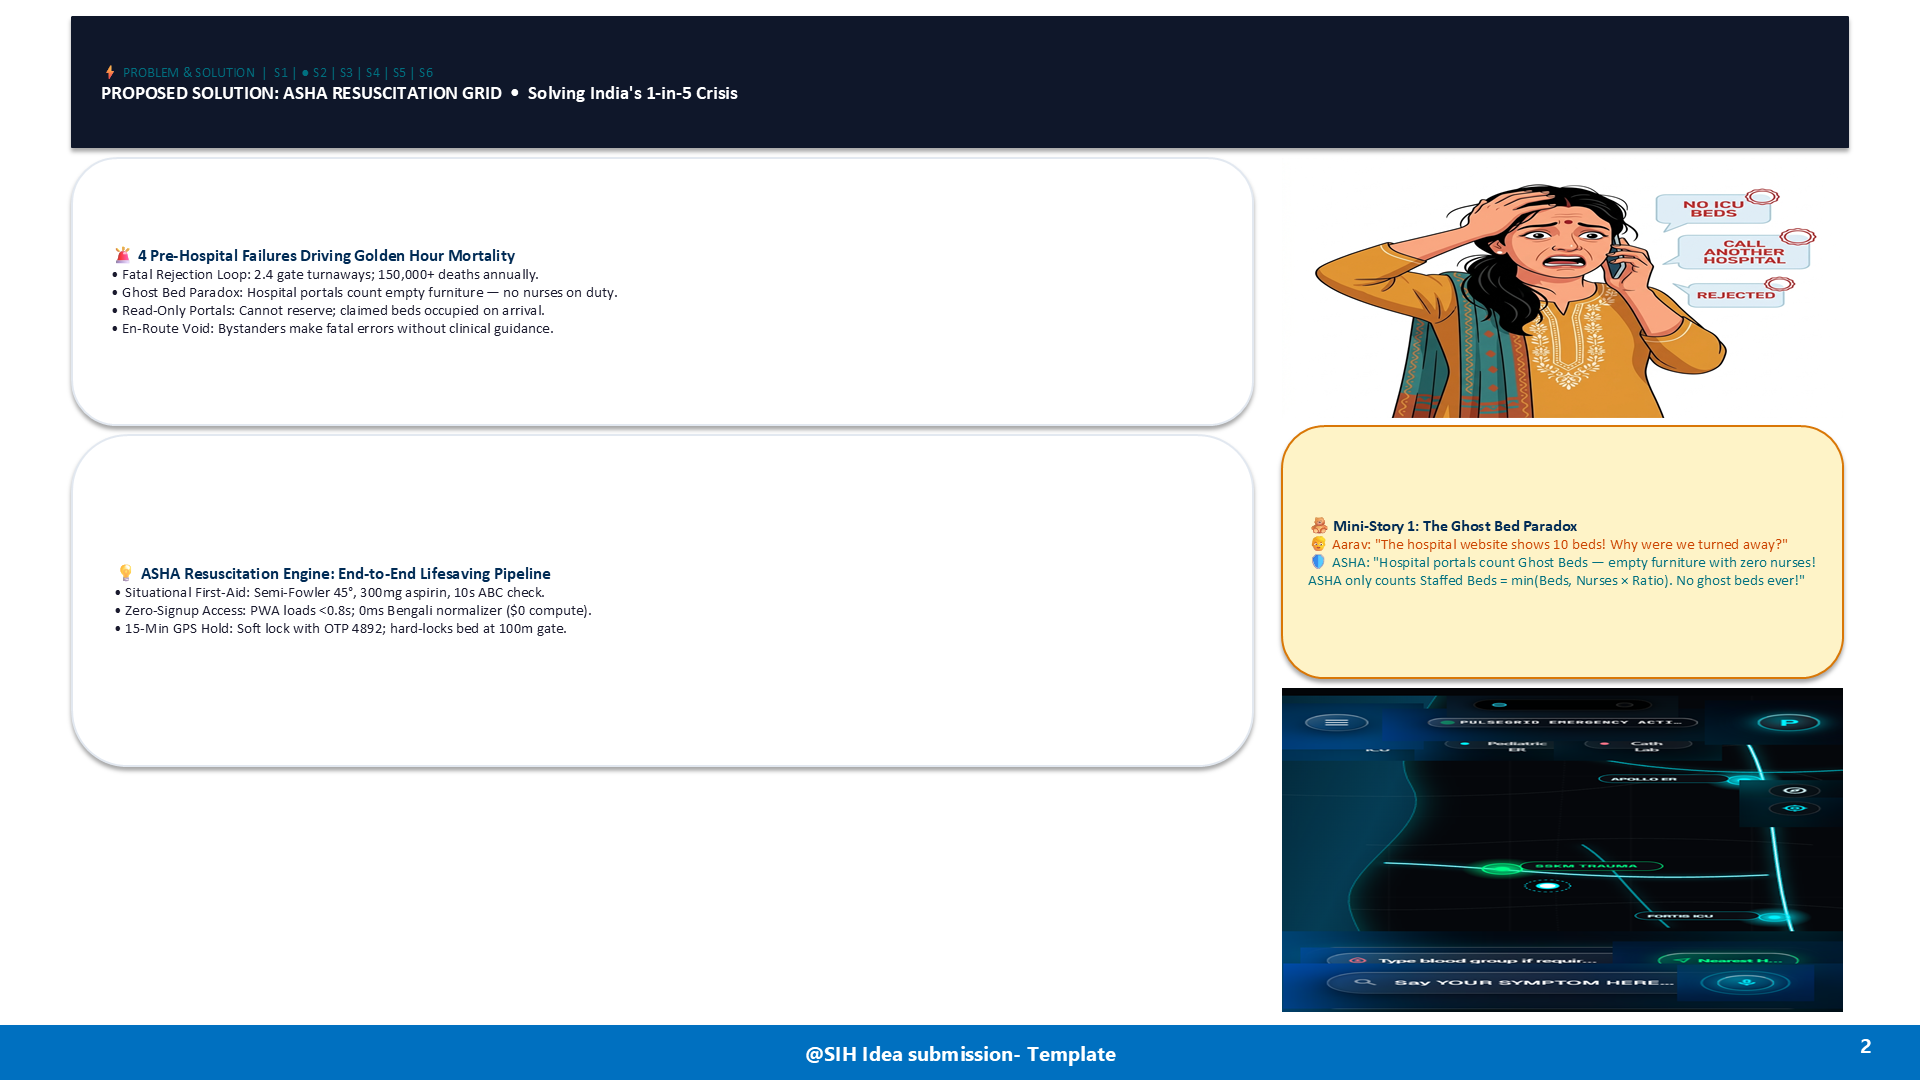 ⚡ PROBLEM & SOLUTION | S1 | ● S2 | S3 | S4 | S5 | S6
PROPOSED SOLUTION: ASHA RESUSCITATION GRID • Solving India's 1-in-5 Crisis
🚨 4 Pre-Hospital Failures Driving Golden Hour Mortality
• Fatal Rejection Loop: 2.4 gate turnaways; 150,000+ deaths annually.
• Ghost Bed Paradox: Hospital portals count empty furniture — no nurses on duty.
• Read-Only Portals: Cannot reserve; claimed beds occupied on arrival.
• En-Route Void: Bystanders make fatal errors without clinical guidance.
💡 ASHA Resuscitation Engine: End-to-End Lifesaving Pipeline
• Situational First-Aid: Semi-Fowler 45°, 300mg aspirin, 10s ABC check.
• Zero-Signup Access: PWA loads <0.8s; 0ms Bengali normalizer ($0 compute).
• 15-Min GPS Hold: Soft lock with OTP 4892; hard-locks bed at 100m gate.
NO ICU
BEDS
CALL
ANOTHER
HOSPITAL
REJECTED
🧸 Mini-Story 1: The Ghost Bed Paradox
👦 Aarav: "The hospital website shows 10 beds! Why were we turned away?"
🛡️ ASHA: "Hospital portals count Ghost Beds — empty furniture with zero nurses!
ASHA only counts Staffed Beds = min(Beds, Nurses × Ratio). No ghost beds ever!"
PULSEGRID EMERGENCY ACTI...
P
Pediatric
ER
Cath
Lab
APOLLO ER
SSKM TRAUMA
FORTIS ICU
Type blood group if requir...
Nearest H...
Say YOUR SYMPTOM HERE...
@SIH Idea submission- Template
2